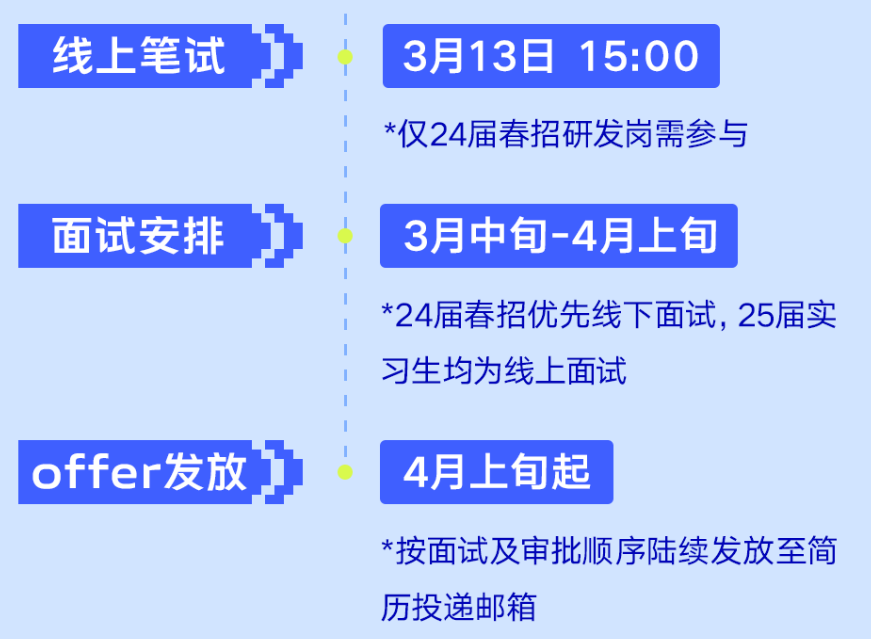 线上笔试
3月13日 15:00
*仅24届春招研发岗需参与
面试安排
3月中旬-4月上旬
*24届春招优先线下面试, 25届实
习生均为线上面试
offer发放
4月上旬起
*按面试及审批顺序陆续发放至简
历投递邮箱